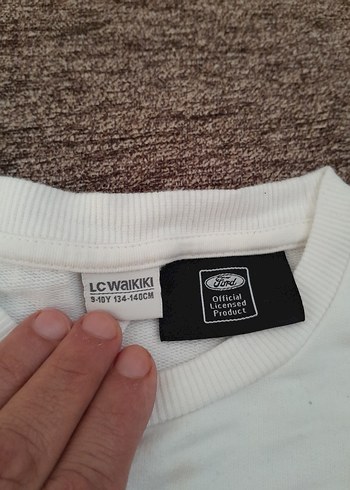 LC WAIKIKI
9-10Y 134-140CM
Ford
Official
Licensed
Product